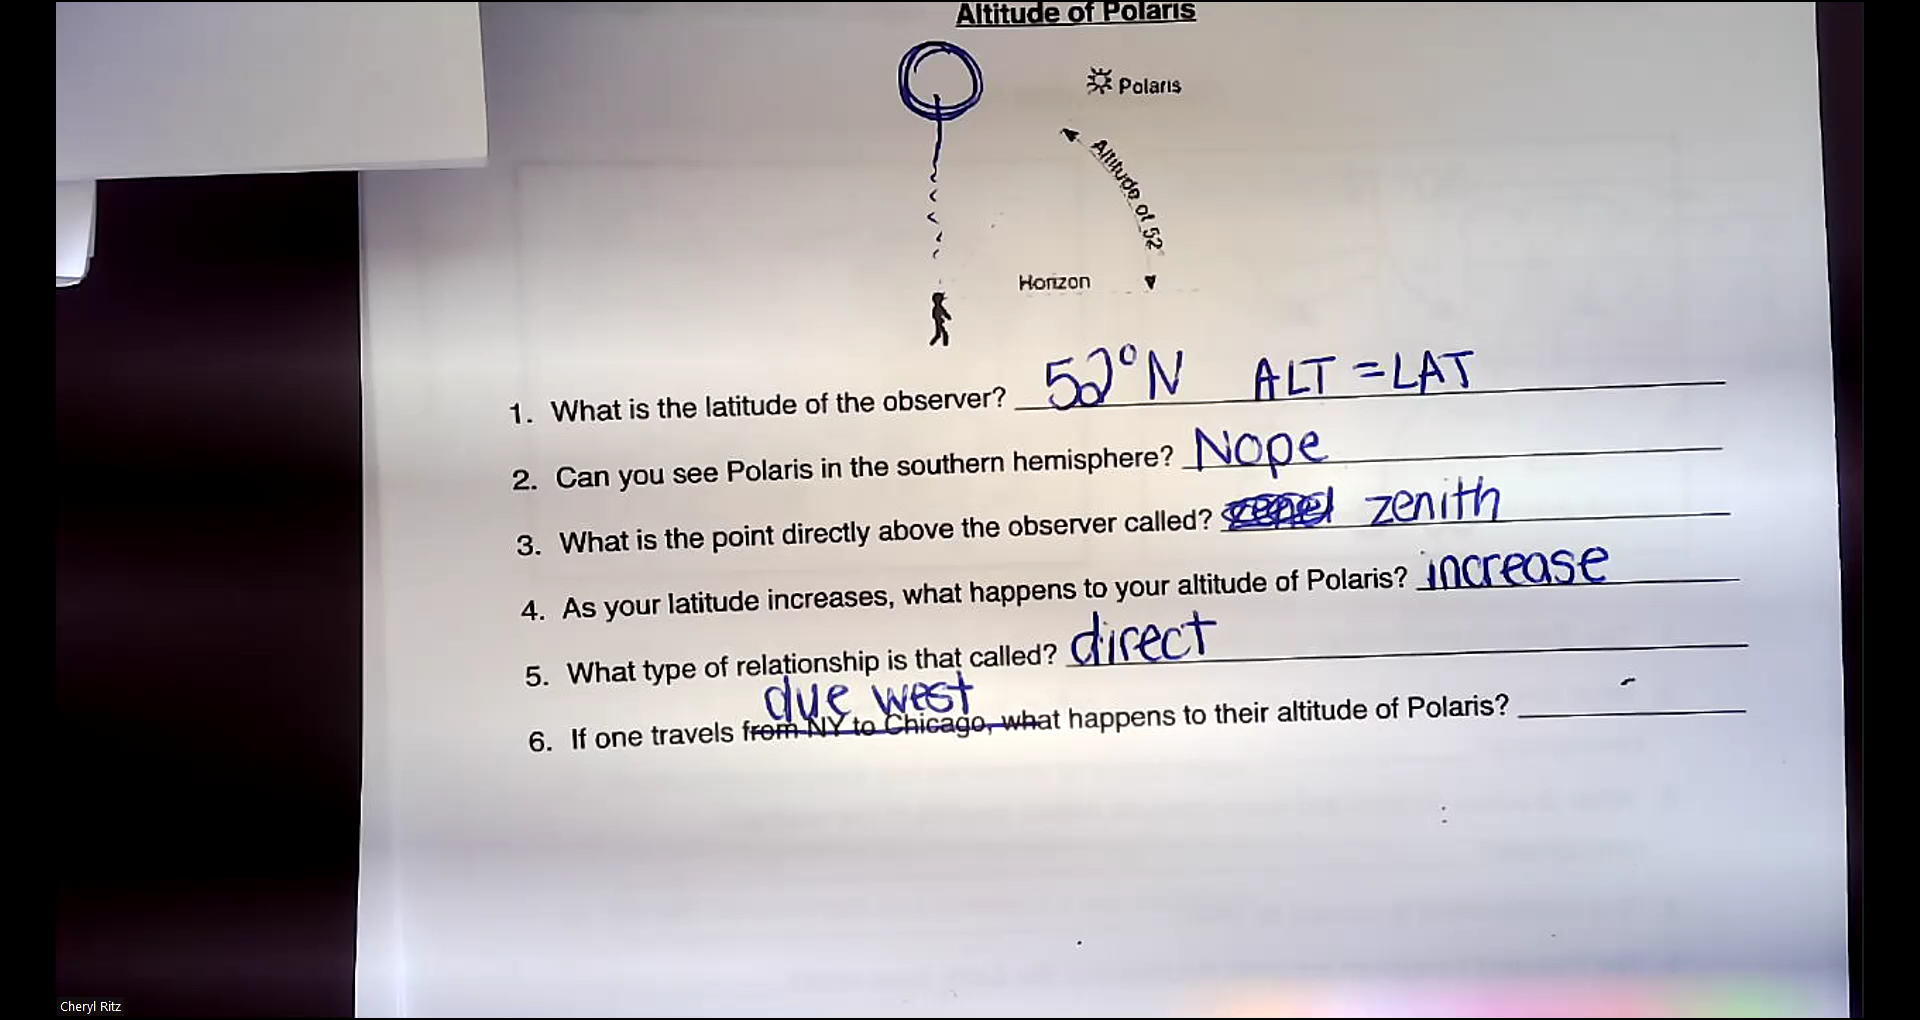 Altitude of Polaris
Polaris
Altitude of 52°
Horizon
1. What is the latitude of the observer? 52°N ALT = LAT
2. Can you see Polaris in the southern hemisphere? Nope
3. What is the point directly above the observer called? zenith
4. As your latitude increases, what happens to your altitude of Polaris? increase
5. What type of relationship is that called? direct
due west
6. If one travels from NY to Chicago, what happens to their altitude of Polaris?
Cheryl Ritz